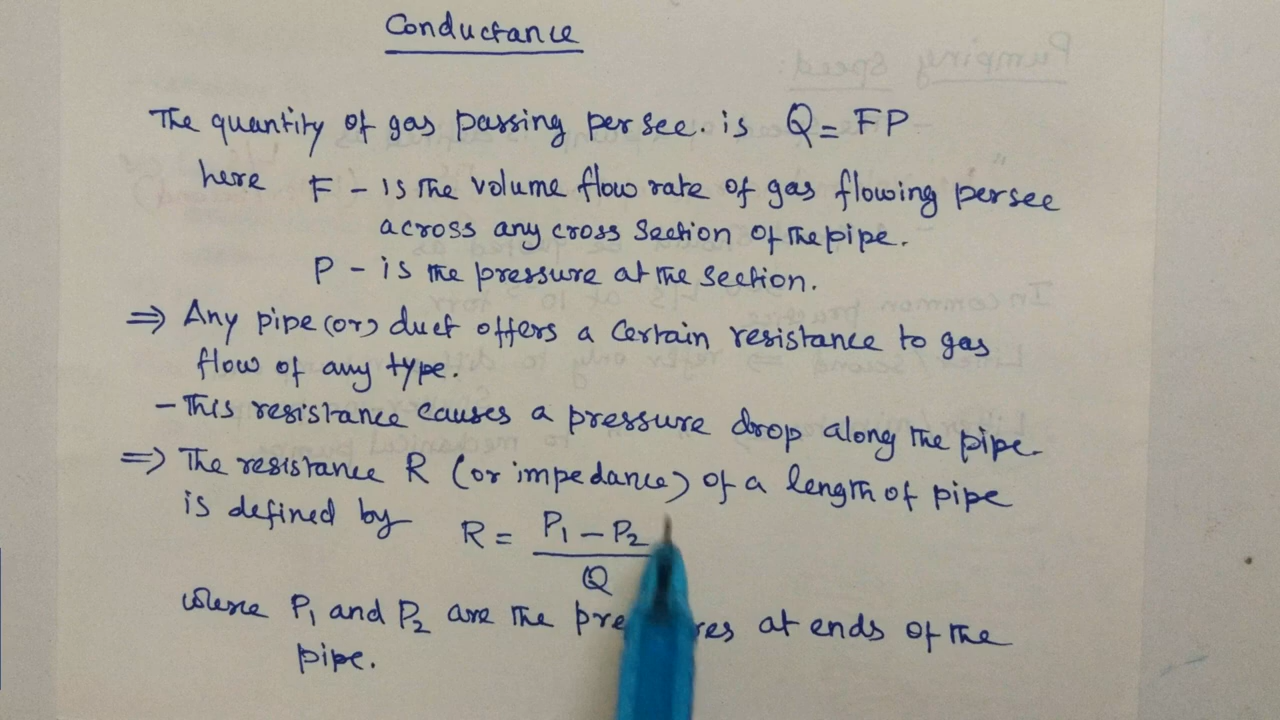 Conductance
The quantity of gas passing per sec. is Q = FP
here F - is the volume flow rate of gas flowing per sec
across any cross section of the pipe.
P - is the pressure at the section.
⇒ Any pipe (or) duct offers a certain resistance to gas
flow of any type.
- This resistance causes a pressure drop along the pipe.
⇒ The resistance R (or impedance) of a length of pipe
is defined by R = P₁ - P₂ / Q
where P₁ and P₂ are the at ends of the
pipe.